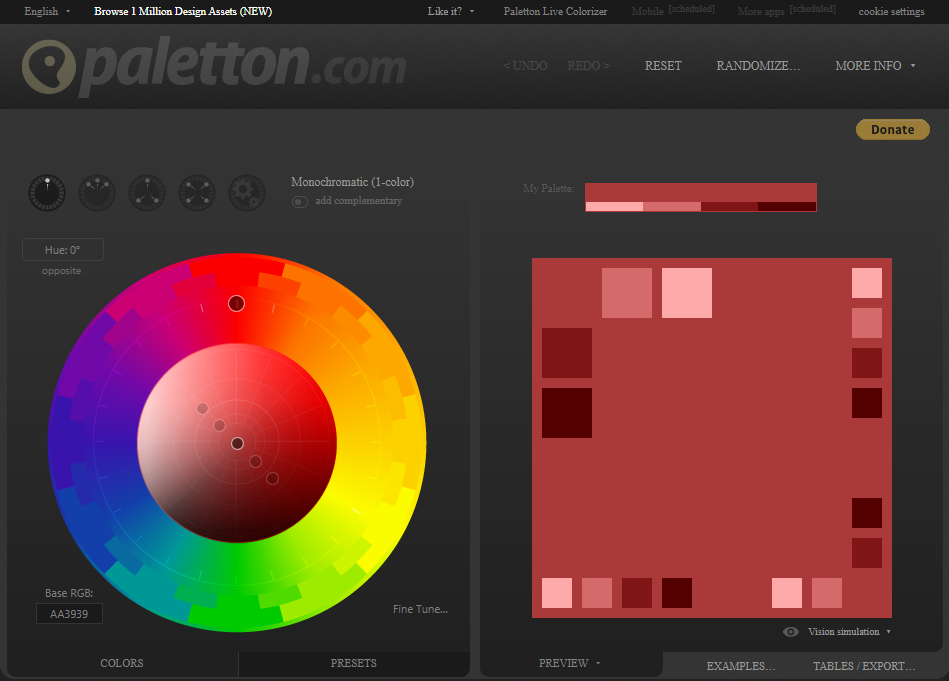 English
Browse 1 Million Design Assets (NEW)
Like it?
Paletton Live Colorizer
Mobile [scheduled]
More apps [scheduled]
cookie settings
paletton.com
< UNDO
REDO >
RESET
RANDOMIZE...
MORE INFO
Donate
Monochromatic (1-color)
add complementary
My Palette:
Hue: 0°
opposite
Base RGB:
AA3939
Fine Tune...
Vision simulation
COLORS
PRESETS
PREVIEW
EXAMPLES...
TABLES / EXPORT...